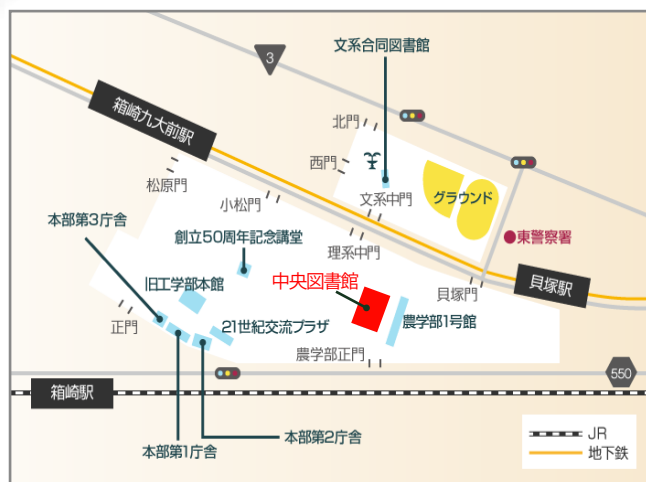 文系合同図書館
3
箱崎九大前駅
北門
西門
松原門
小松門
文系中門
グラウンド
本部第3庁舎
創立50周年記念講堂
理系中門
東警察署
旧工学部本館
中央図書館
貝塚門
貝塚駅
正門
21世紀交流プラザ
農学部1号館
農学部正門
550
箱崎駅
本部第1庁舎
本部第2庁舎
JR
地下鉄